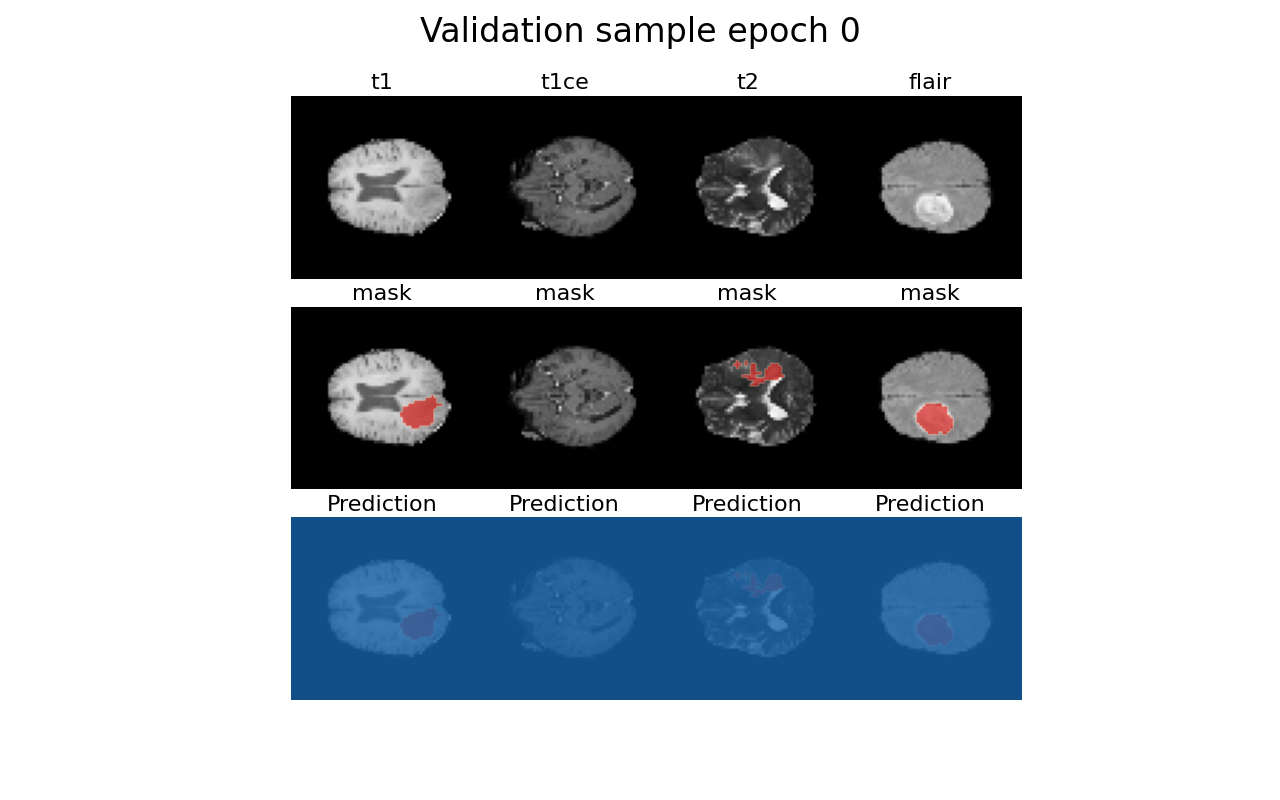 Validation sample epoch 0
t1 t1ce t2 flair
mask mask mask mask
Prediction Prediction Prediction Prediction